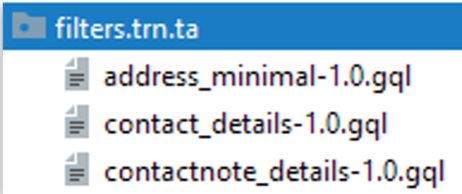 filters.trn.ta
address_minimal-1.0.gql
contact_details-1.0.gql
contactnote_details-1.0.gql